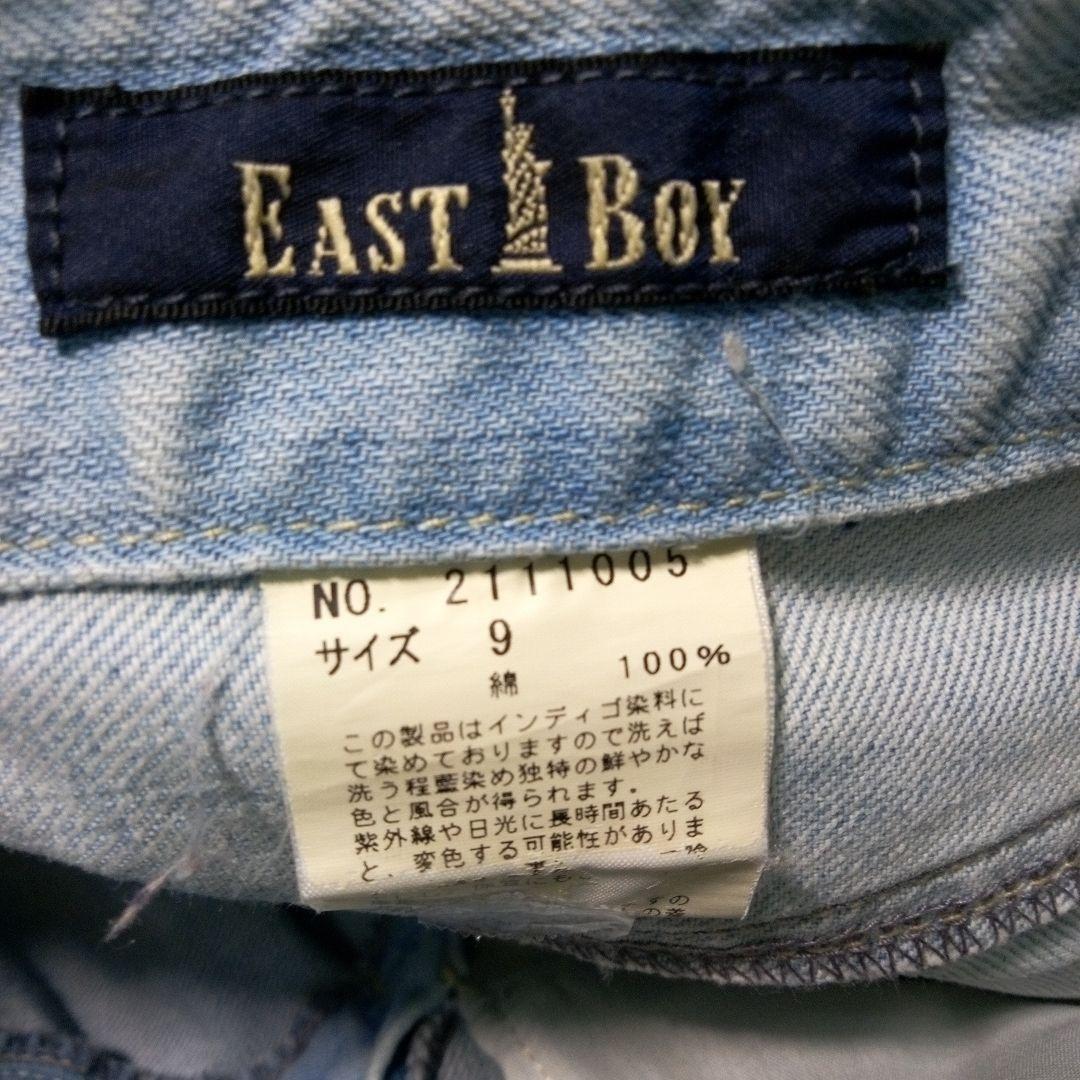 EAST BOY
NO. 2111005
サイズ 9
綿 100%
この製品はインディゴ染料に
て染めておりますので洗えば
洗う程藍染め独特の鮮やかな
色と風合が得られます。
紫外線や日光に長時間あたる
と、変色する可能性がありま